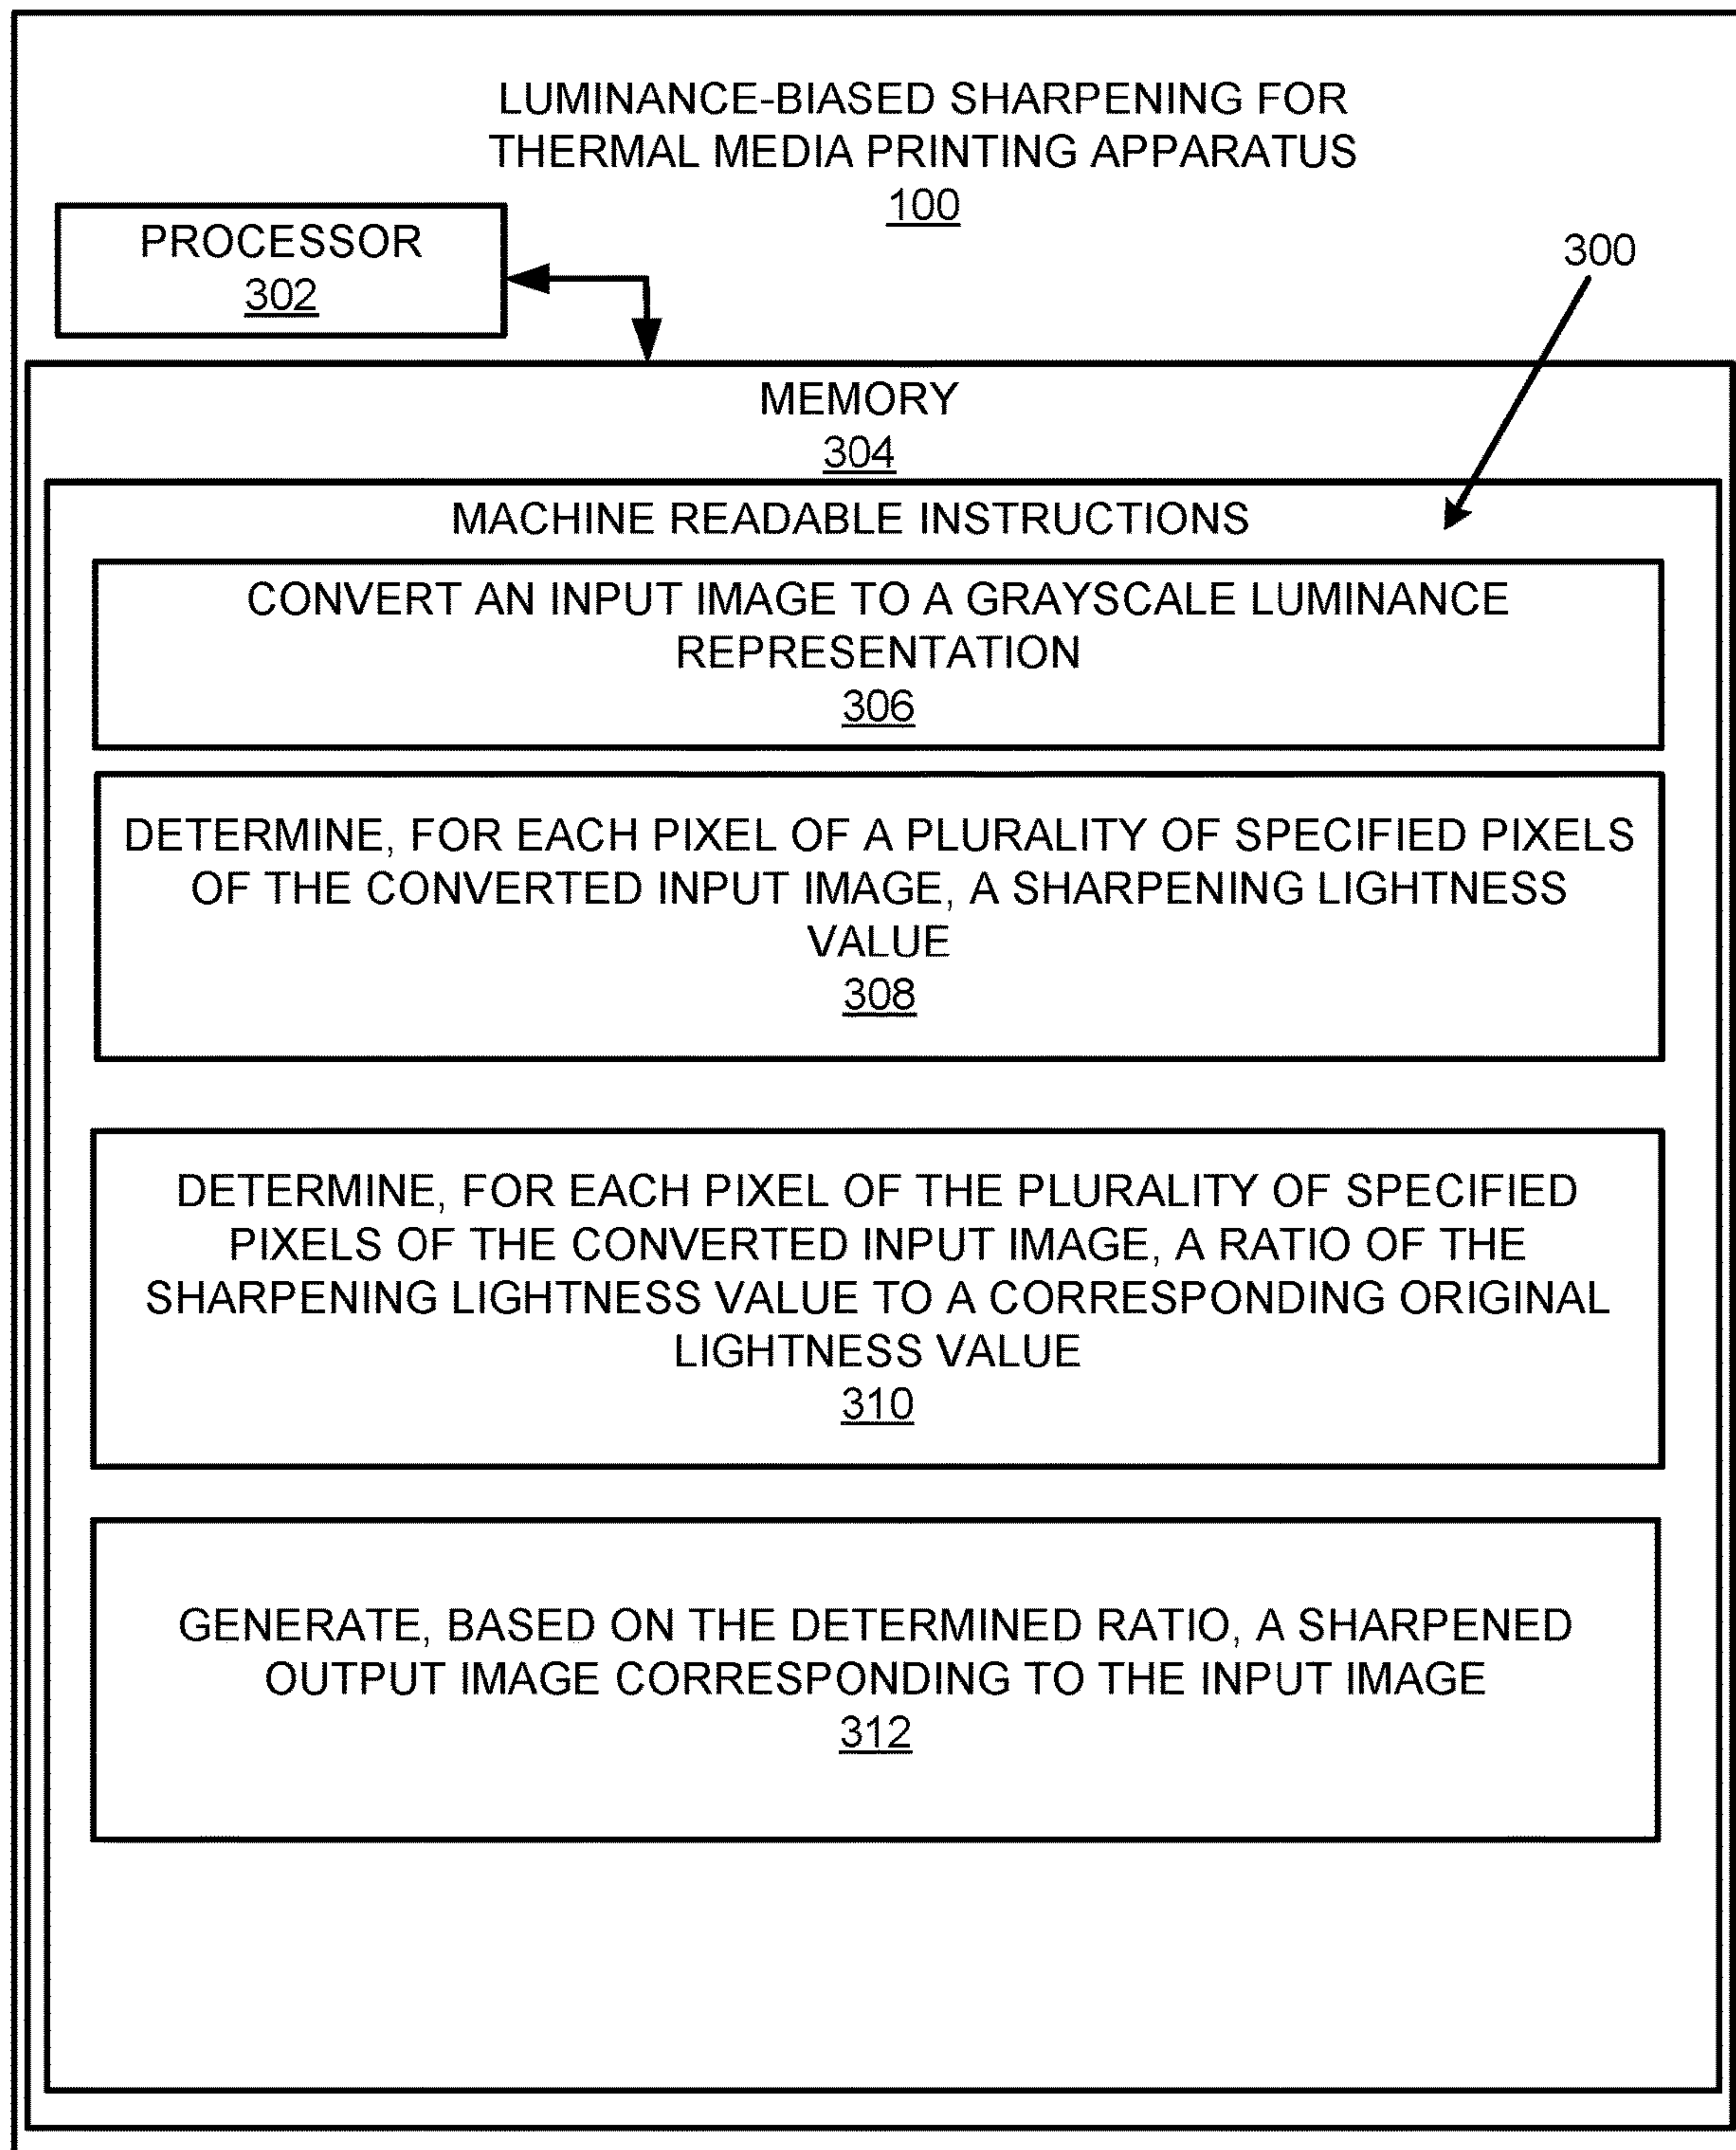 LUMINANCE-BIASED SHARPENING FOR
THERMAL MEDIA PRINTING APPARATUS
100
PROCESSOR
302
300
MEMORY
304
MACHINE READABLE INSTRUCTIONS
CONVERT AN INPUT IMAGE TO A GRAYSCALE LUMINANCE
REPRESENTATION
306
DETERMINE, FOR EACH PIXEL OF A PLURALITY OF SPECIFIED PIXELS
OF THE CONVERTED INPUT IMAGE, A SHARPENING LIGHTNESS
VALUE
308
DETERMINE, FOR EACH PIXEL OF THE PLURALITY OF SPECIFIED
PIXELS OF THE CONVERTED INPUT IMAGE, A RATIO OF THE
SHARPENING LIGHTNESS VALUE TO A CORRESPONDING ORIGINAL
LIGHTNESS VALUE
310
GENERATE, BASED ON THE DETERMINED RATIO, A SHARPENED
OUTPUT IMAGE CORRESPONDING TO THE INPUT IMAGE
312